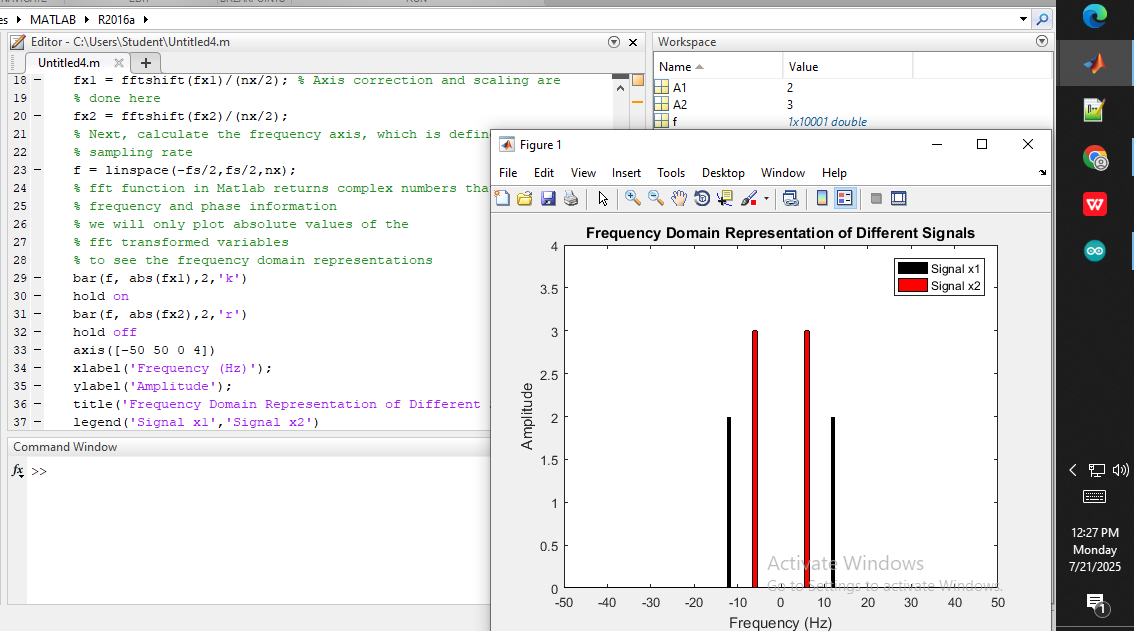 es ▸ MATLAB ▸ R2016a ▸
Editor - C:\Users\Student\Untitled4.m
Untitled4.m
18 – fx1 = fftshift(fx1)/(nx/2); % Axis correction and scaling are
19 % done here
20 – fx2 = fftshift(fx2)/(nx/2);
21 % Next, calculate the frequency axis, which is defin
22 % sampling rate
23 – f = linspace(-fs/2,fs/2,nx);
24 % fft function in Matlab returns complex numbers tha
25 % frequency and phase information
26 % we will only plot absolute values of the
27 % fft transformed variables
28 % to see the frequency domain representations
29 – bar(f, abs(fx1),2,'k')
30 – hold on
31 – bar(f, abs(fx2),2,'r')
32 – hold off
33 – axis([-50 50 0 4])
34 – xlabel('Frequency (Hz)');
35 – ylabel('Amplitude');
36 – title('Frequency Domain Representation of Different
37 – legend('Signal x1','Signal x2')
Command Window
fx >>
Workspace
Name Value
A1 2
A2 3
f 1x10001 double
Figure 1
File Edit View Insert Tools Desktop Window Help
Frequency Domain Representation of Different Signals
Signal x1
Signal x2
4
3.5
3
2.5
2
1.5
1
0.5
0
Amplitude
-50 -40 -30 -20 -10 0 10 20 30 40 50
Frequency (Hz)
Activate Windows
Go to Settings to activate Windows.
12:27 PM
Monday
7/21/2025
1